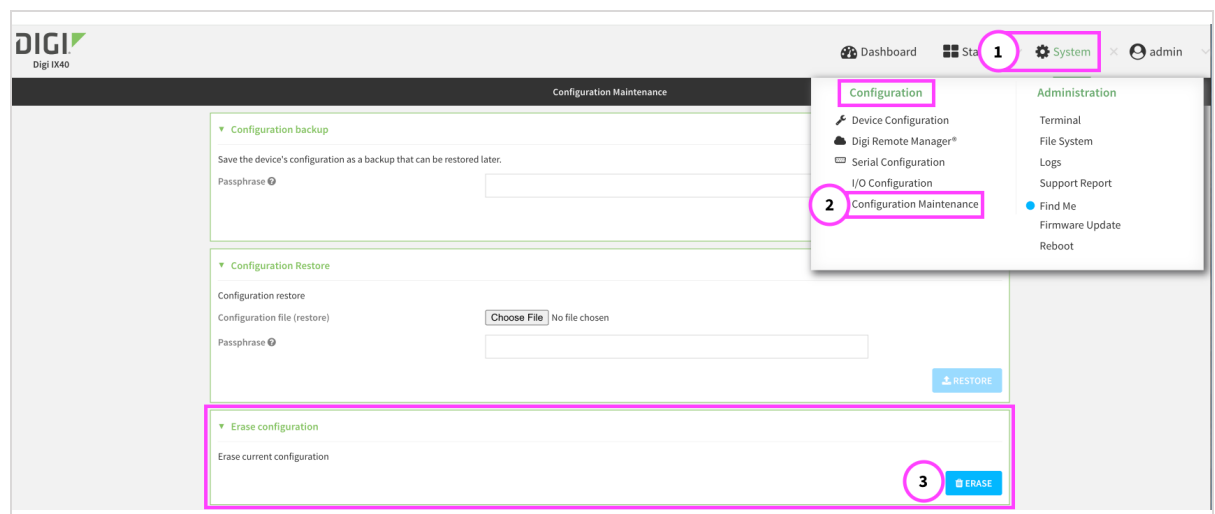 DIGI
Digi IX40
Dashboard
1
System
admin
Configuration Maintenance
Configuration
Administration
Device Configuration
Terminal
Digi Remote Manager®
File System
Serial Configuration
Logs
I/O Configuration
Support Report
2
Configuration Maintenance
Find Me
Firmware Update
Reboot
Configuration backup
Save the device's configuration as a backup that can be restored later.
Passphrase
Configuration Restore
Configuration restore
Configuration file (restore)
Choose File No file chosen
Passphrase
RESTORE
Erase configuration
Erase current configuration
3
ERASE